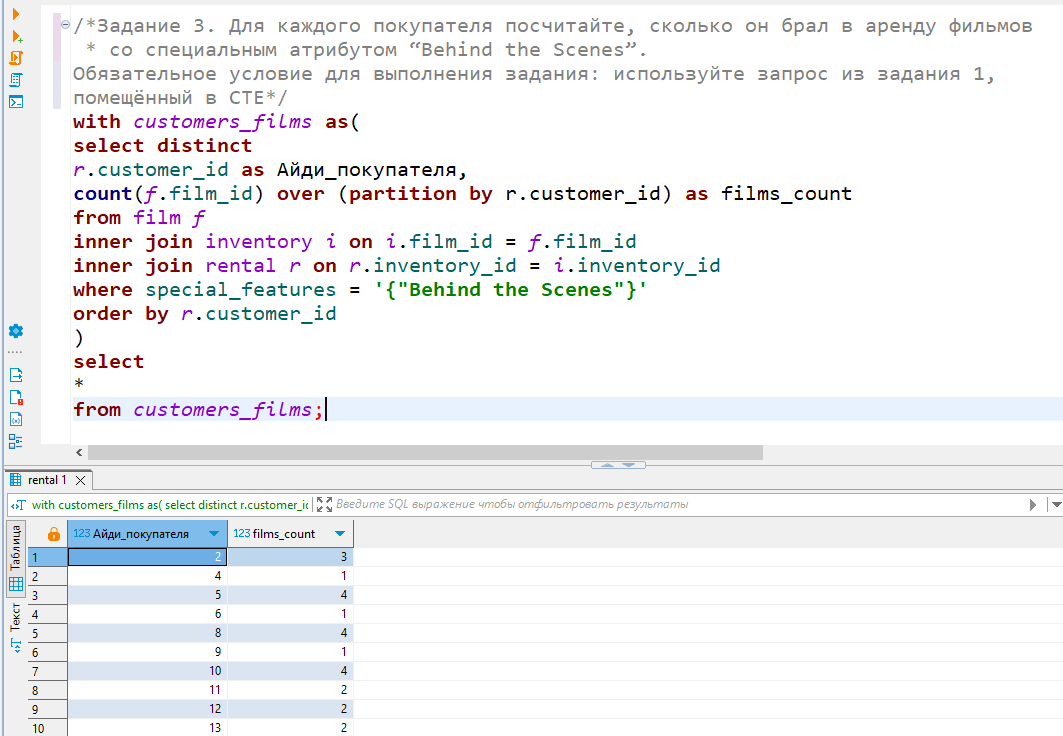 /*Задание 3. Для каждого покупателя посчитайте, сколько он брал в аренду фильмов
* со специальным атрибутом “Behind the Scenes”.
Обязательное условие для выполнения задания: используйте запрос из задания 1,
помещённый в CTE*/
with customers_films as(
select distinct
r.customer_id as Айди_покупателя,
count(f.film_id) over (partition by r.customer_id) as films_count
from film f
inner join inventory i on i.film_id = f.film_id
inner join rental r on r.inventory_id = i.inventory_id
where special_features = '{"Behind the Scenes"}'
order by r.customer_id
)
select
*
from customers_films;
rental 1
with customers_films as( select distinct r.customer_ic
Введите SQL выражение чтобы отфильтровать результаты
Таблица
Текст
123 Айди_покупателя 123 films_count
1 2 3
2 4 1
3 5 4
4 6 1
5 8 4
6 9 1
7 10 4
8 11 2
9 12 2
10 13 2